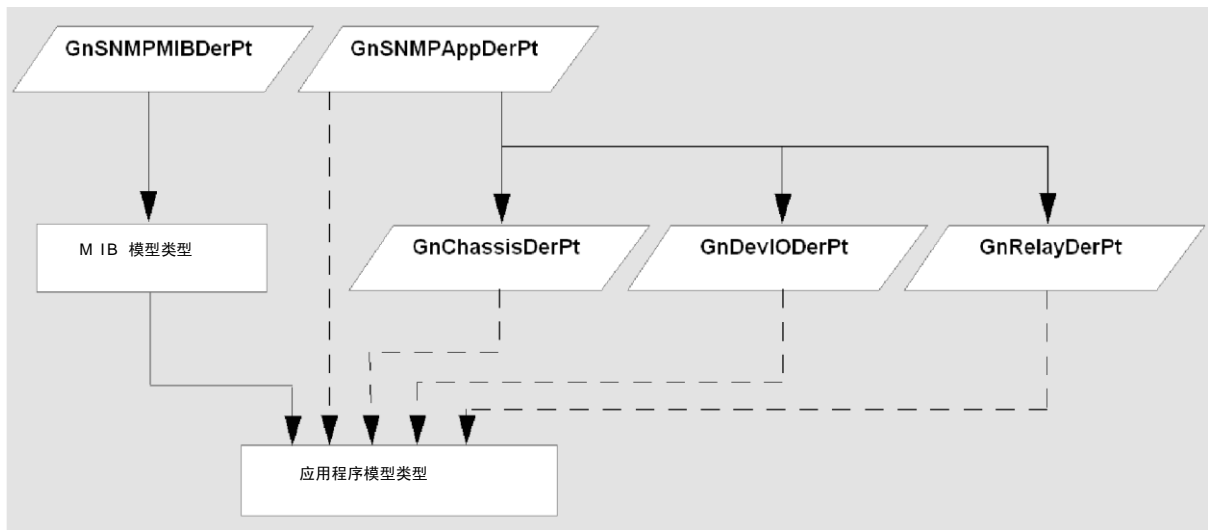 GnSNMPMIBDerPt
GnSNMPAppDerPt
M IB 模型类型
GnChassisDerPt
GnDevIODerPt
GnRelayDerPt
应用程序模型类型